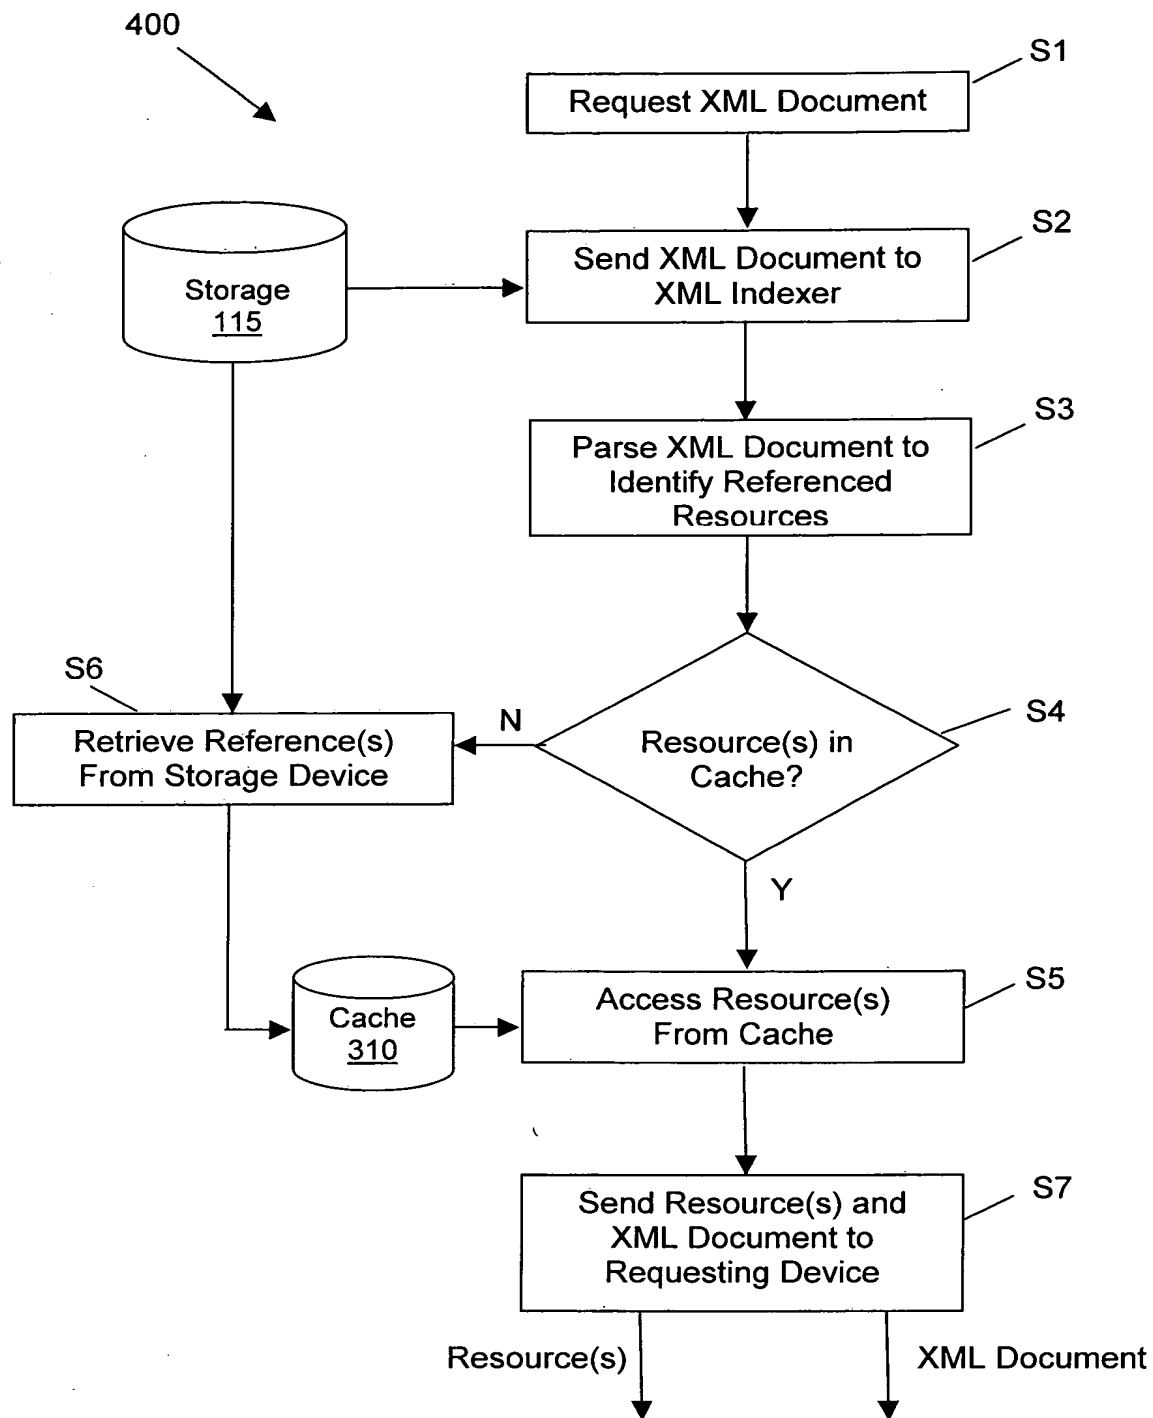 400
S1
Request XML Document
S2
Send XML Document to
XML Indexer
Storage
115
S3
Parse XML Document to
Identify Referenced
Resources
S6
Retrieve Reference(s)
From Storage Device
N
S4
Resource(s) in
Cache?
Y
S5
Access Resource(s)
From Cache
Cache
310
S7
Send Resource(s) and
XML Document to
Requesting Device
Resource(s)
XML Document